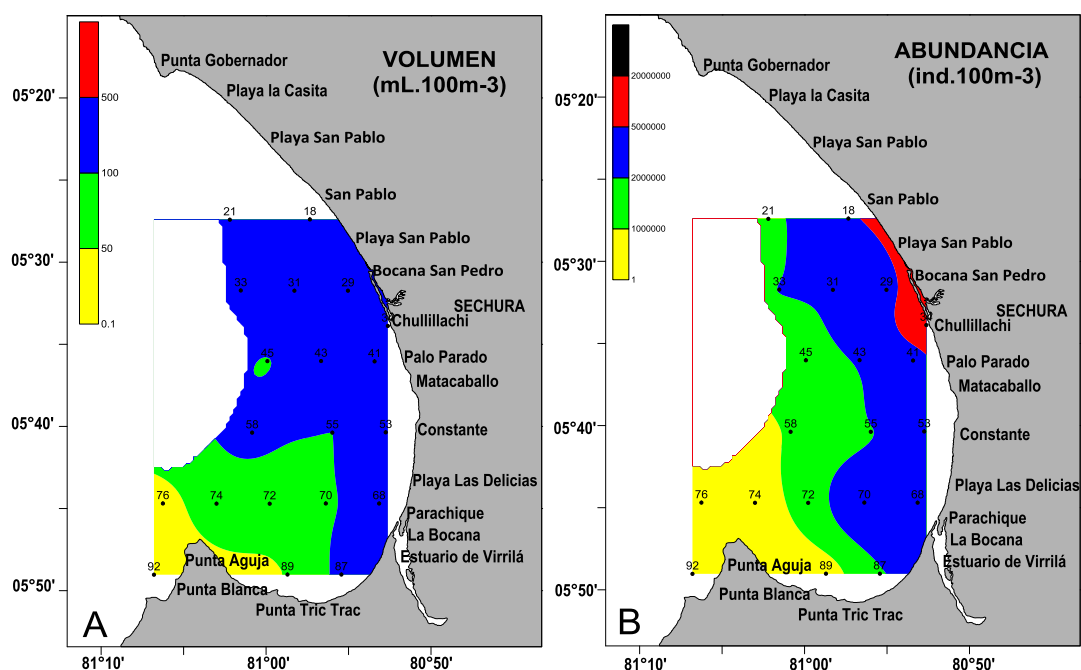 VOLUMEN
(mL.100m-3)
500
100
50
0.1
05°20'
05°30'
05°40'
05°50'
81°10'
81°00'
80°50'
Punta Gobernador
Playa la Casita
Playa San Pablo
San Pablo
Playa San Pablo
Bocana San Pedro
SECHURA
Chullillachi
Palo Parado
Matacaballo
Constante
Playa Las Delicias
Parachique
La Bocana
Estuario de Virrilá
Punta Aguja
Punta Blanca
Punta Tric Trac
21
18
33
31
29
45
43
41
58
55
53
76
74
72
70
68
92
89
87
A
ABUNDANCIA
(ind.100m-3)
20000000
5000000
2000000
1000000
1
05°20'
05°30'
05°40'
05°50'
81°10'
81°00'
80°50'
Punta Gobernador
Playa la Casita
Playa San Pablo
San Pablo
Playa San Pablo
Bocana San Pedro
SECHURA
Chullillachi
Palo Parado
Matacaballo
Constante
Playa Las Delicias
Parachique
La Bocana
Estuario de Virrilá
Punta Aguja
Punta Blanca
Punta Tric Trac
21
18
33
31
29
45
43
41
58
55
53
76
74
72
70
68
92
89
87
B